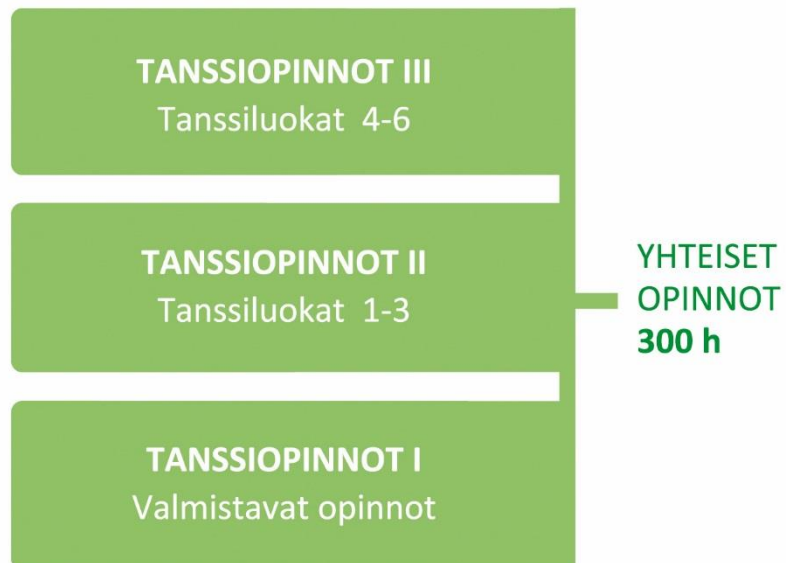 TANSSIOPINNOT III
Tanssiluokat 4-6
TANSSIOPINNOT II
Tanssiluokat 1-3
TANSSIOPINNOT I
Valmistavat opinnot
YHTEISET
OPINNOT
300 h